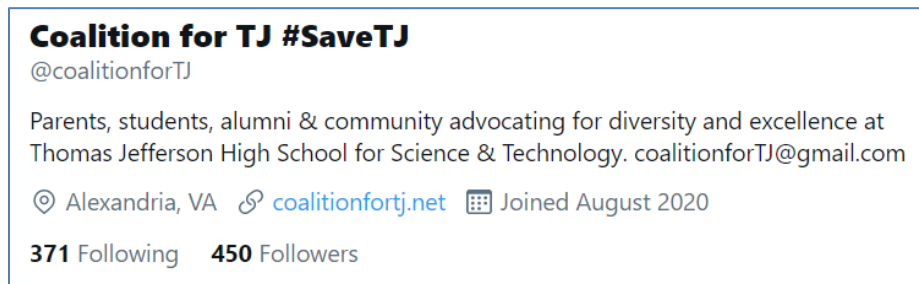 Coalition for TJ #SaveTJ
@coalitionforTJ
Parents, students, alumni & community advocating for diversity and excellence at
Thomas Jefferson High School for Science & Technology. coalitionforTJ@gmail.com
Alexandria, VA coalitionfortj.net Joined August 2020
371 Following 450 Followers